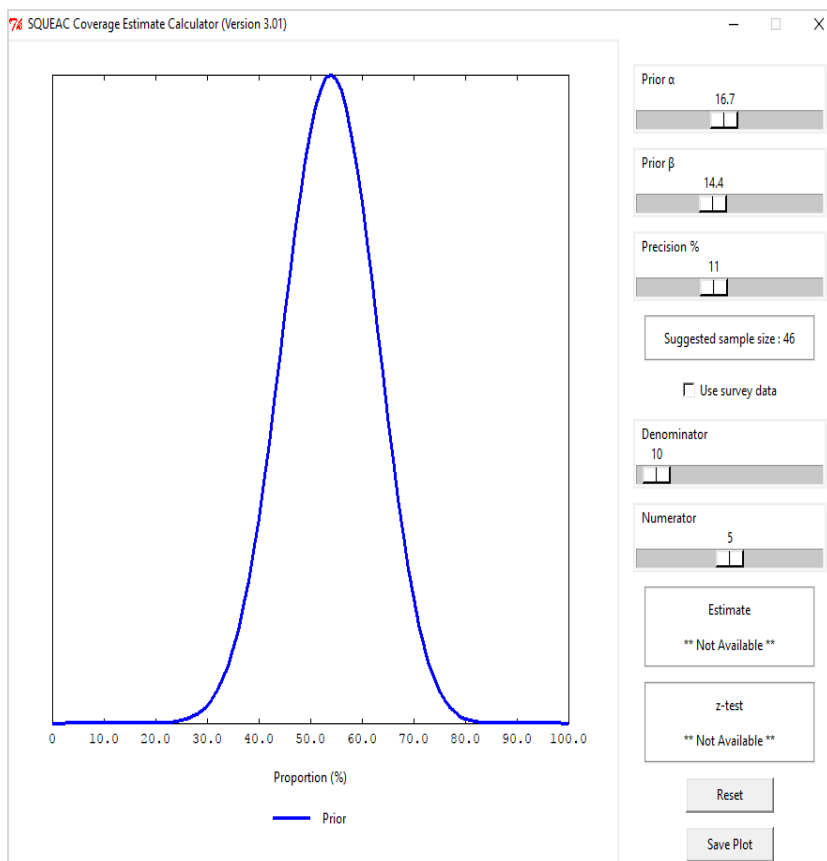 SQUEAC Coverage Estimate Calculator (Version 3.01)
0 10.0 20.0 30.0 40.0 50.0 60.0 70.0 80.0 90.0 100.0
Proportion (%)
Prior
Prior α
16.7
Prior β
14.4
Precision %
11
Suggested sample size : 46
Use survey data
Denominator
10
Numerator
5
Estimate
** Not Available **
z-test
** Not Available **
Reset
Save Plot